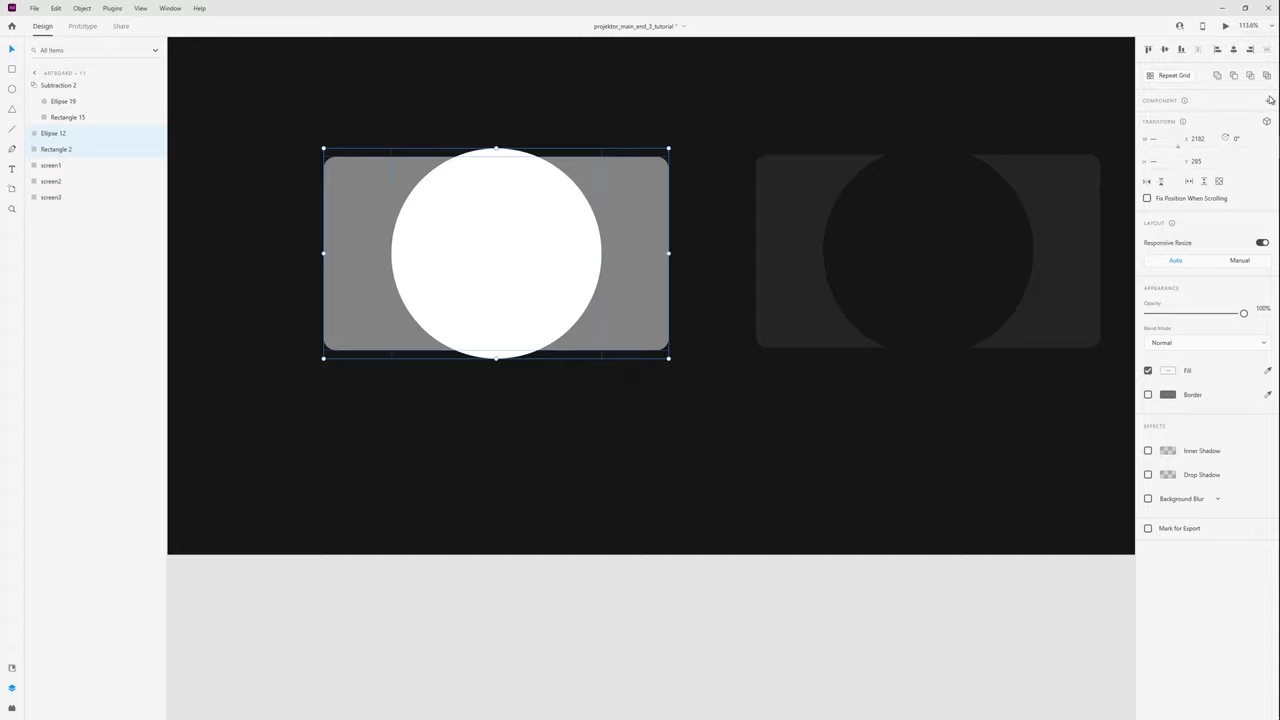 File Edit Object Plugins View Window Help
Design Prototype Share
projektor_main_end_3_tutorial *
113.6%
All Items
ARTBOARD – 11
Subtraction 2
Ellipse 19
Rectangle 15
Ellipse 12
Rectangle 2
screen1
screen2
screen3
Repeat Grid
COMPONENT
TRANSFORM
W — X 2182 0°
H — Y 285
Fix Position When Scrolling
LAYOUT
Responsive Resize
Auto Manual
APPEARANCE
Opacity
100%
Blend Mode:
Normal
Fill
Border
EFFECTS
Inner Shadow
Drop Shadow
Background Blur
Mark for Export